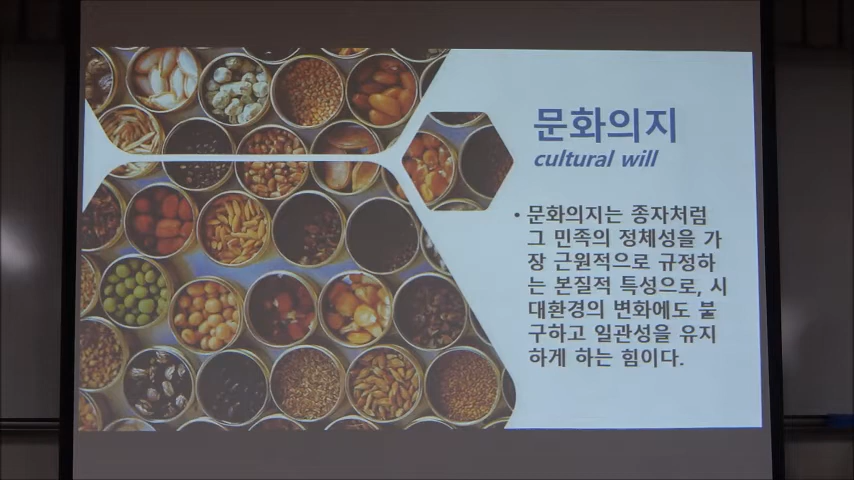 문화의지
cultural will
• 문화의지는 종자처럼
그 민족의 정체성을 가
장 근원적으로 규정하
는 본질적 특성으로, 시
대환경의 변화에도 불
구하고 일관성을 유지
하게 하는 힘이다.